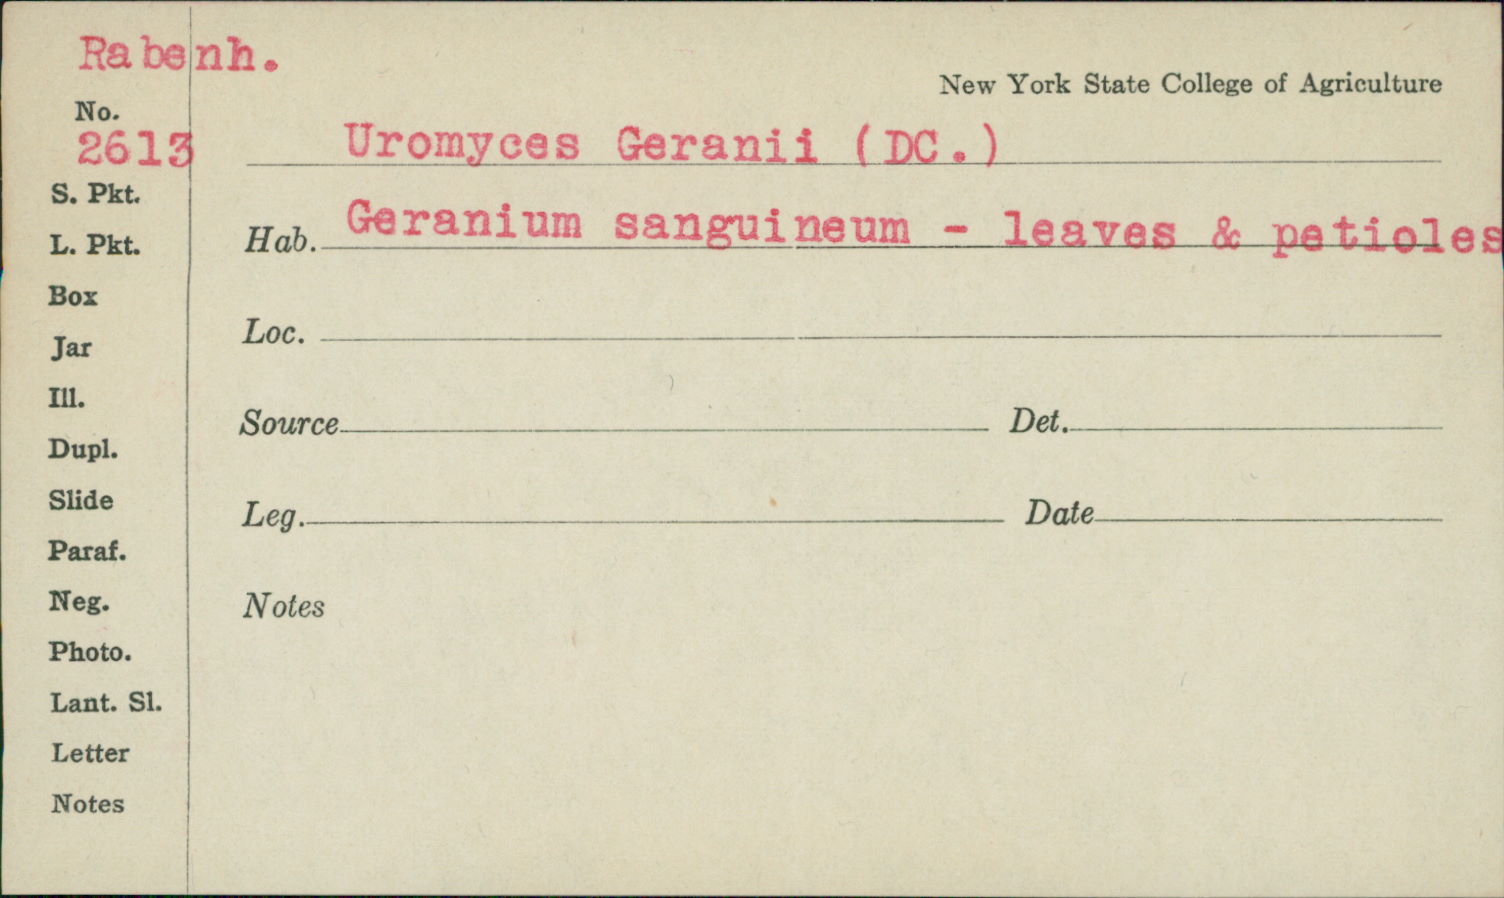 Rabenh.
New York State College of Agriculture
No.
2613
Uromyces Geranii (DC.)
S. Pkt.
Hab. Geranium sanguineum - leaves & petioles
L. Pkt.
Box
Loc.
Jar
Ill.
Source Det.
Dupl.
Slide
Leg. Date
Paraf.
Neg.
Notes
Photo.
Lant. Sl.
Letter
Notes